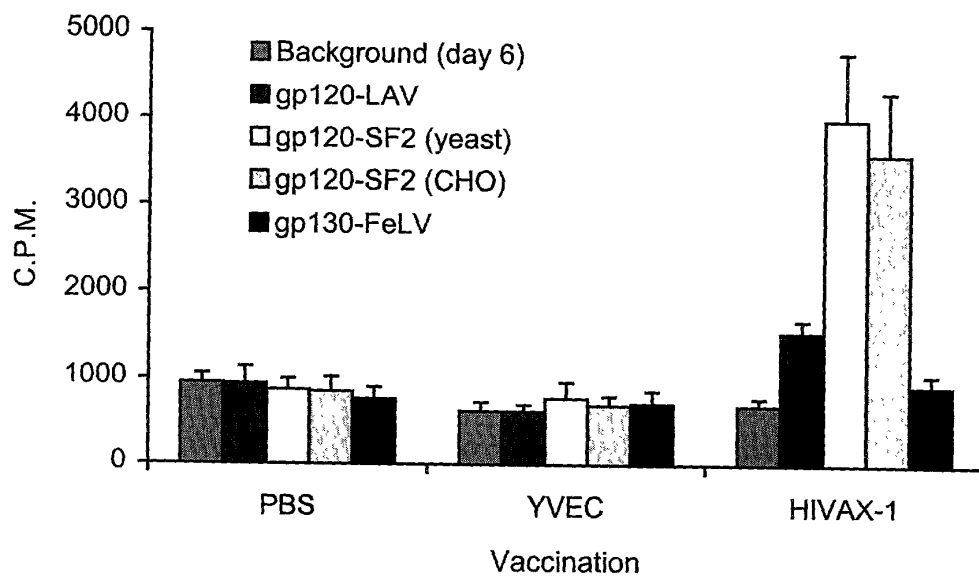 5000
4000
3000
2000
1000
0
C.P.M.
Background (day 6)
gp120-LAV
gp120-SF2 (yeast)
gp120-SF2 (CHO)
gp130-FeLV
PBS
YVEC
HIVAX-1
Vaccination